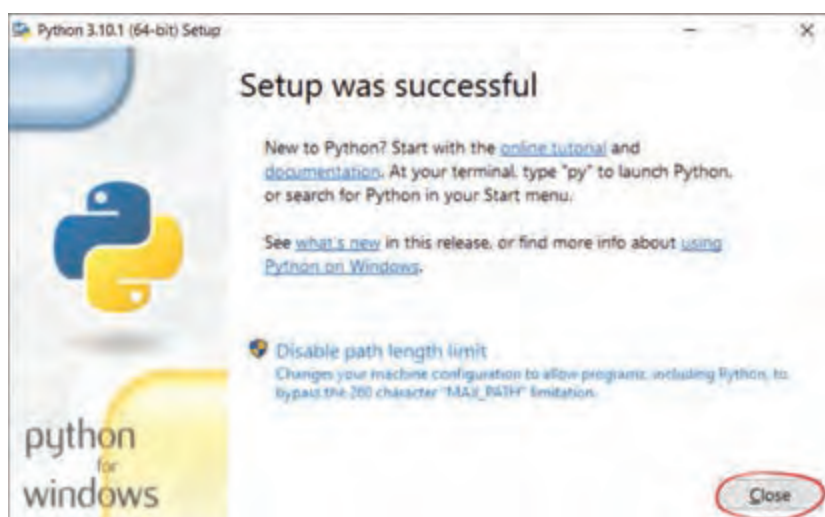 Python 3.10.1 (64-bit) Setup
Setup was successful
New to Python? Start with the online tutorial and
documentation. At your terminal, type "py" to launch Python,
or search for Python in your Start menu.
See what's new in this release, or find more info about using
Python on Windows.
Disable path length limit
Changes your machine configuration to allow programs, including Python, to
bypass the 260 character "MAX_PATH" limitation.
python
for
windows
Close